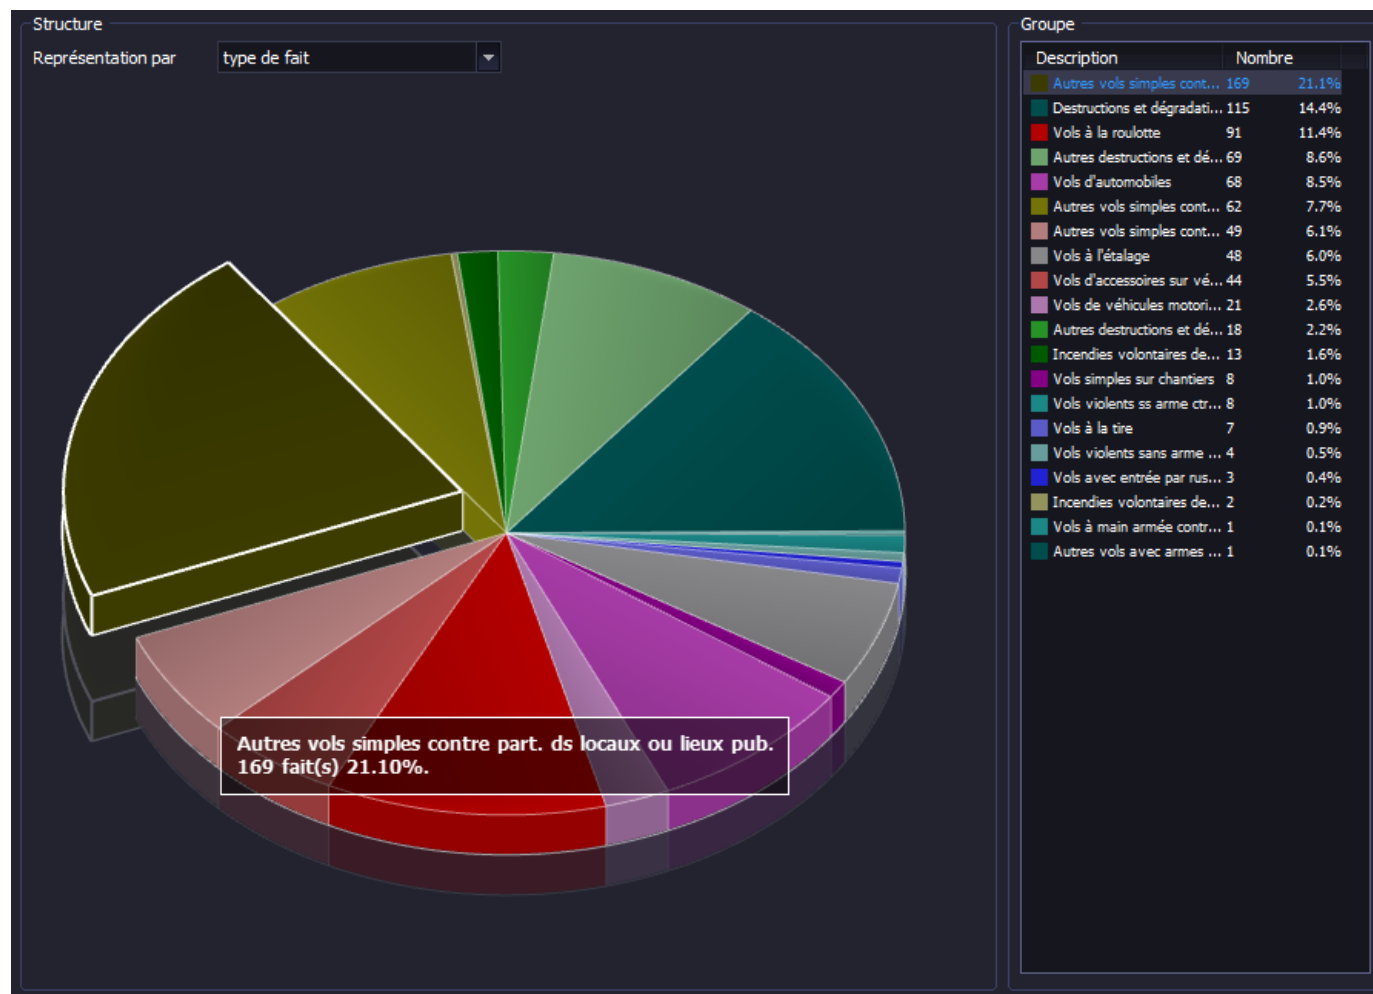 Structure
Représentation par type de fait
Autres vols simples contre part. ds locaux ou lieux pub.
169 fait(s) 21.10%.
Groupe
Description Nombre
Autres vols simples cont... 169 21.1%
Destructions et dégradati... 115 14.4%
Vols à la roulotte 91 11.4%
Autres destructions et dé... 69 8.6%
Vols d'automobiles 68 8.5%
Autres vols simples cont... 62 7.7%
Autres vols simples cont... 49 6.1%
Vols à l'étalage 48 6.0%
Vols d'accessoires sur vé... 44 5.5%
Vols de véhicules motori... 21 2.6%
Autres destructions et dé... 18 2.2%
Incendies volontaires de... 13 1.6%
Vols simples sur chantiers 8 1.0%
Vols violents ss arme ctr... 8 1.0%
Vols à la tire 7 0.9%
Vols violents sans arme ... 4 0.5%
Vols avec entrée par rus... 3 0.4%
Incendies volontaires de... 2 0.2%
Vols à main armée contr... 1 0.1%
Autres vols avec armes ... 1 0.1%